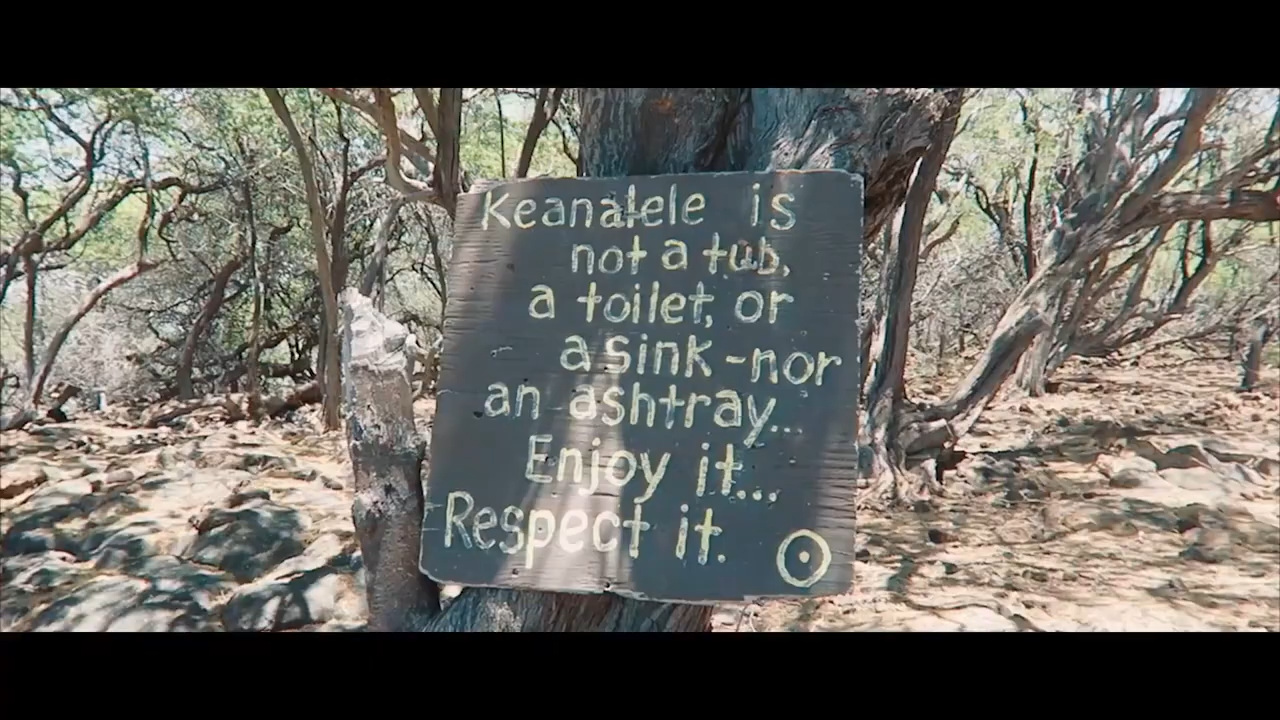 Keanalele is
not a tub,
a toilet, or
a sink - nor
an ashtray...
Enjoy it...
Respect it.